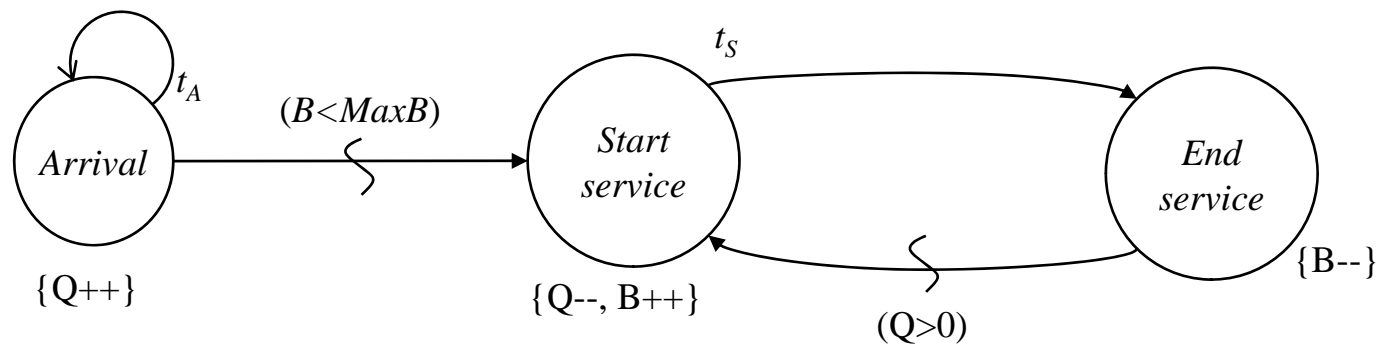 t_S
t_A
(B<MaxB)
Arrival
Start
service
End
service
{B--}
{Q++}
{Q--, B++}
(Q>0)